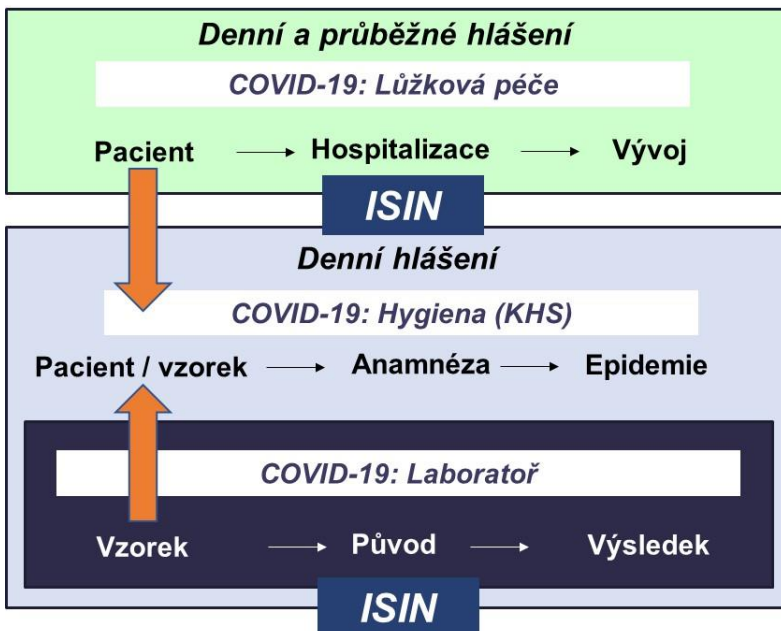 Denní a průběžné hlášení
COVID-19: Lůžková péče
Pacient Hospitalizace Vývoj
ISIN
Denní hlášení
COVID-19: Hygiena (KHS)
Pacient / vzorek Anamnéza Epidemie
COVID-19: Laboratoř
Vzorek Původ Výsledek
ISIN